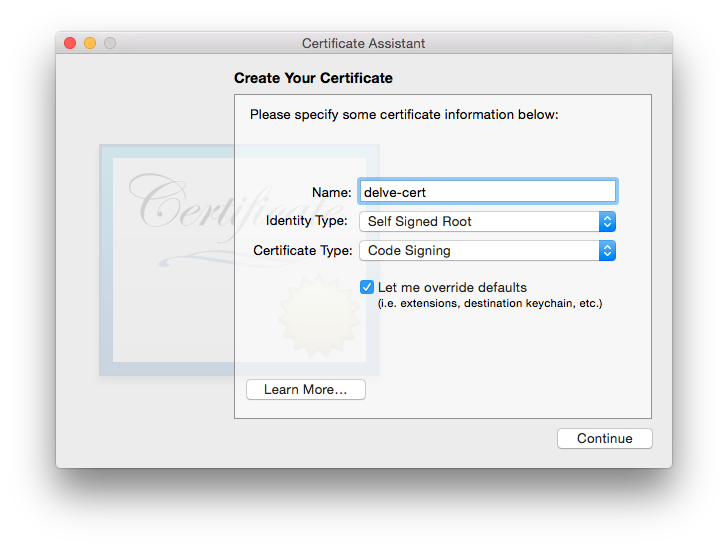 Certificate Assistant
Create Your Certificate
Please specify some certificate information below:
Certificate
Name: delve-cert
Identity Type: Self Signed Root
Certificate Type: Code Signing
Let me override defaults
(i.e. extensions, destination keychain, etc.)
Learn More...
Continue